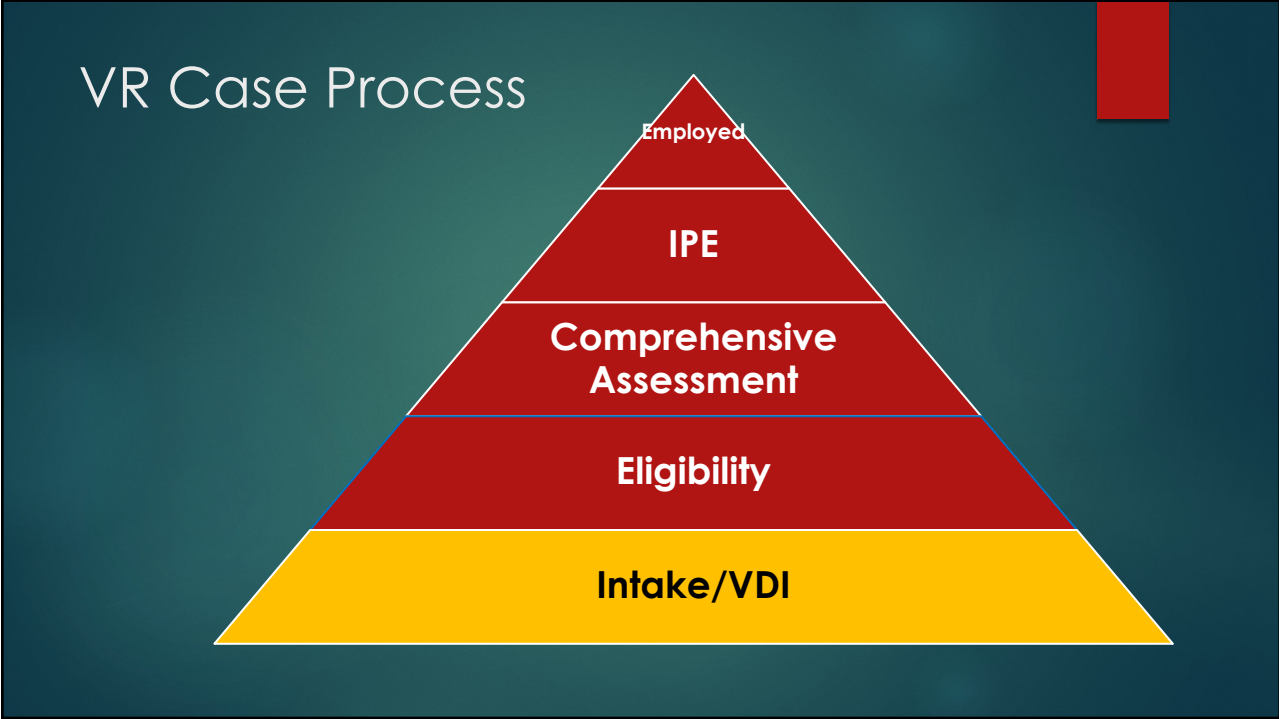 VR Case Process
Employed
IPE
Comprehensive
Assessment
Eligibility
Intake/VDI